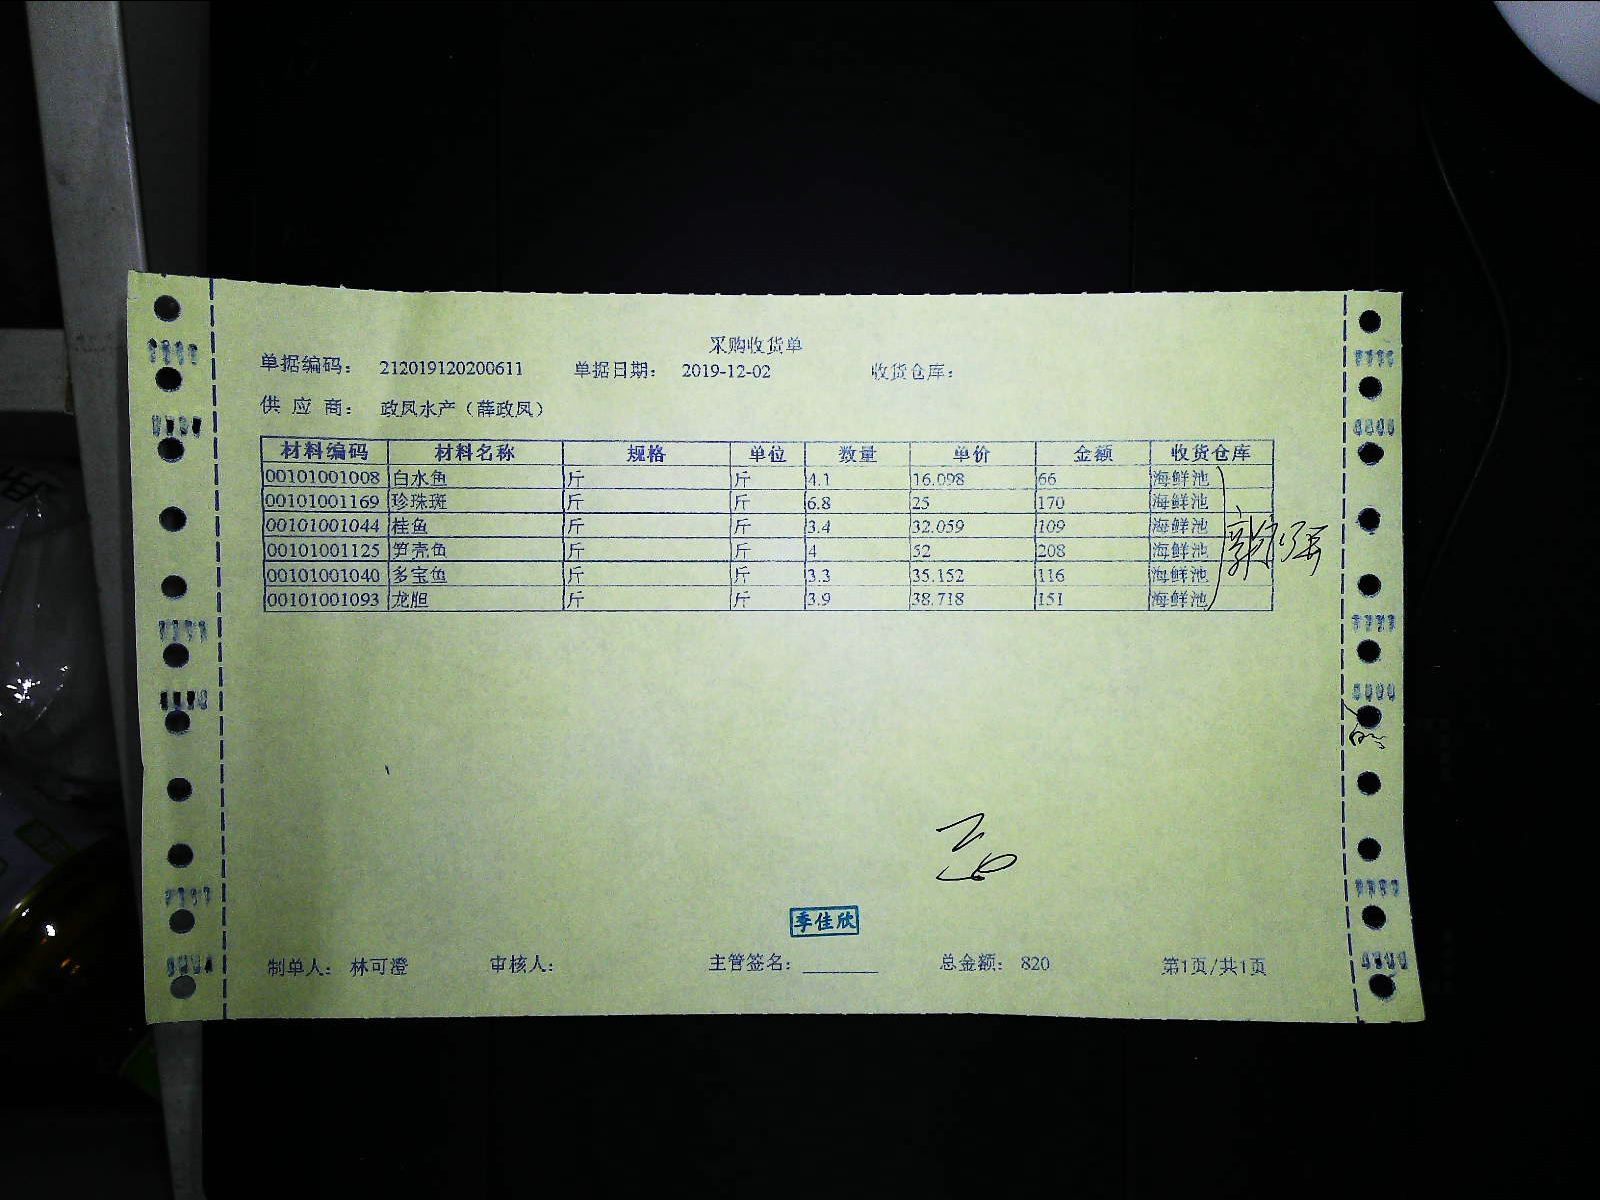 采购收货单
单据编码： 212019120200611 单据日期： 2019-12-02 收货仓库：
供 应 商： 政凤水产（薛政凤）
材料编码 材料名称 规格 单位 数量 单价 金额 收货仓库
00101001008 白水鱼 斤 斤 4.1 16.098 66 海鲜池
00101001169 珍珠斑 斤 斤 6.8 25 170 海鲜池
00101001044 桂鱼 斤 斤 3.4 32.059 109 海鲜池
00101001125 笋壳鱼 斤 斤 4 52 208 海鲜池
00101001040 多宝鱼 斤 斤 3.3 35.152 116 海鲜池
00101001093 龙胆 斤 斤 3.9 38.718 151 海鲜池
季佳欣
制单人： 林可澄 审核人： 主管签名： 总金额： 820 第1页/共1页